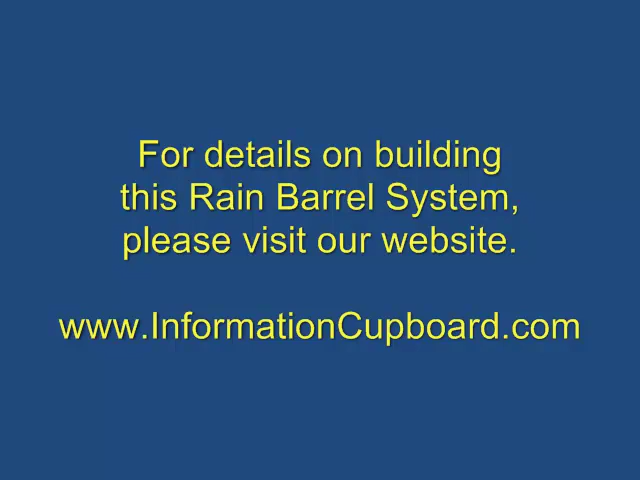 For details on building
this Rain Barrel System,
please visit our website.
www.InformationCupboard.com